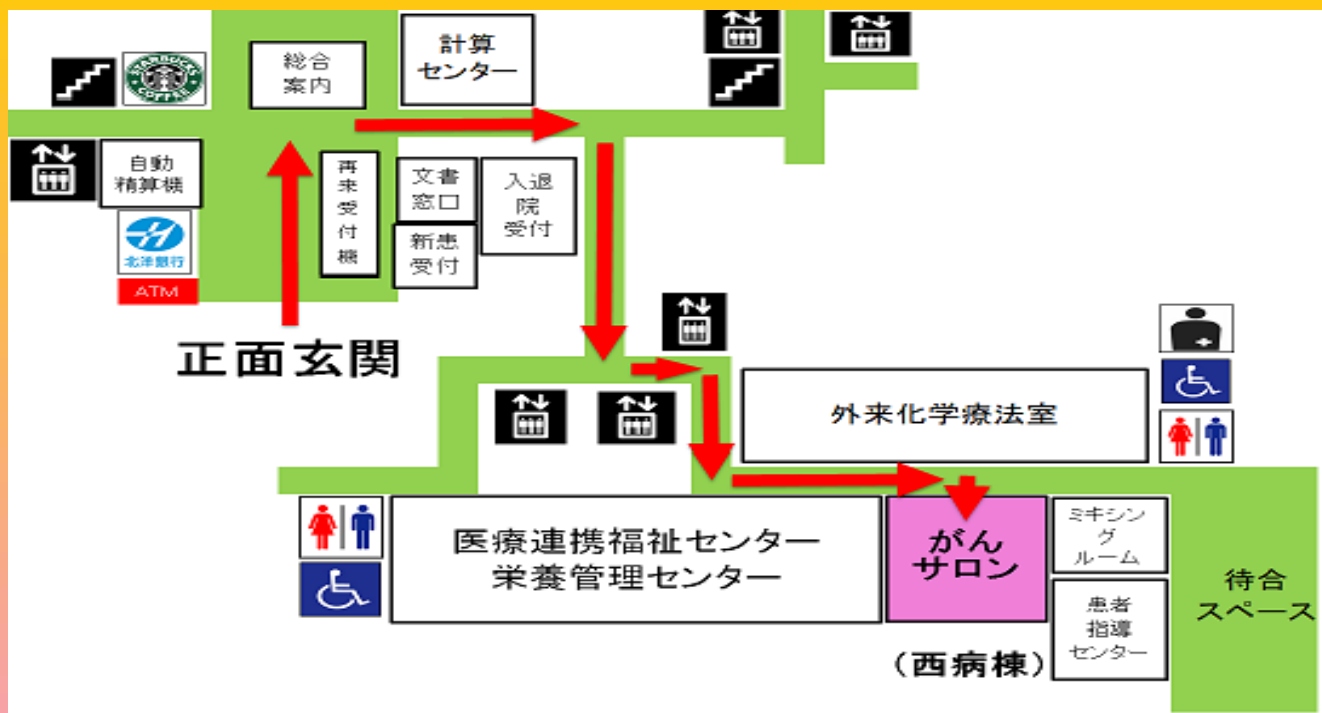 STARBUCKS
COFFEE
総合
案内
計算
センター
自動
精算機
北洋銀行
ATM
再
来
受
付
機
文書
窓口
新患
受付
入退
院
受付
正面玄関
外来化学療法室
医療連携福祉センター
栄養管理センター
がん
サロン
ミキシン
グ
ルーム
患者
指導
センター
(西病棟)
待合
スペース